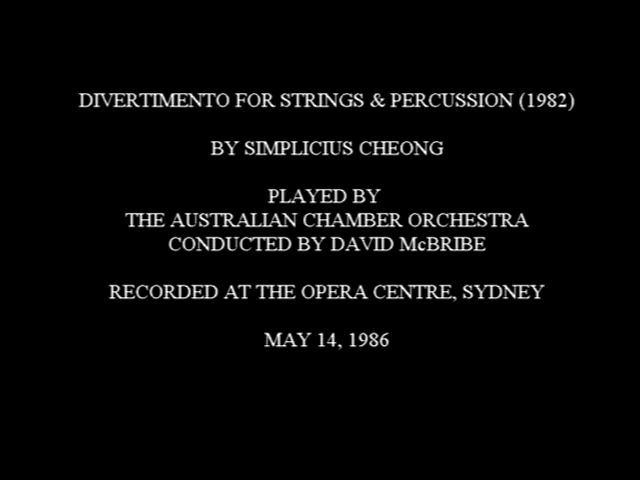 DIVERTIMENTO FOR STRINGS & PERCUSSION (1982)
BY SIMPLICIUS CHEONG
PLAYED BY
THE AUSTRALIAN CHAMBER ORCHESTRA
CONDUCTED BY DAVID McBRIBE
RECORDED AT THE OPERA CENTRE, SYDNEY
MAY 14, 1986